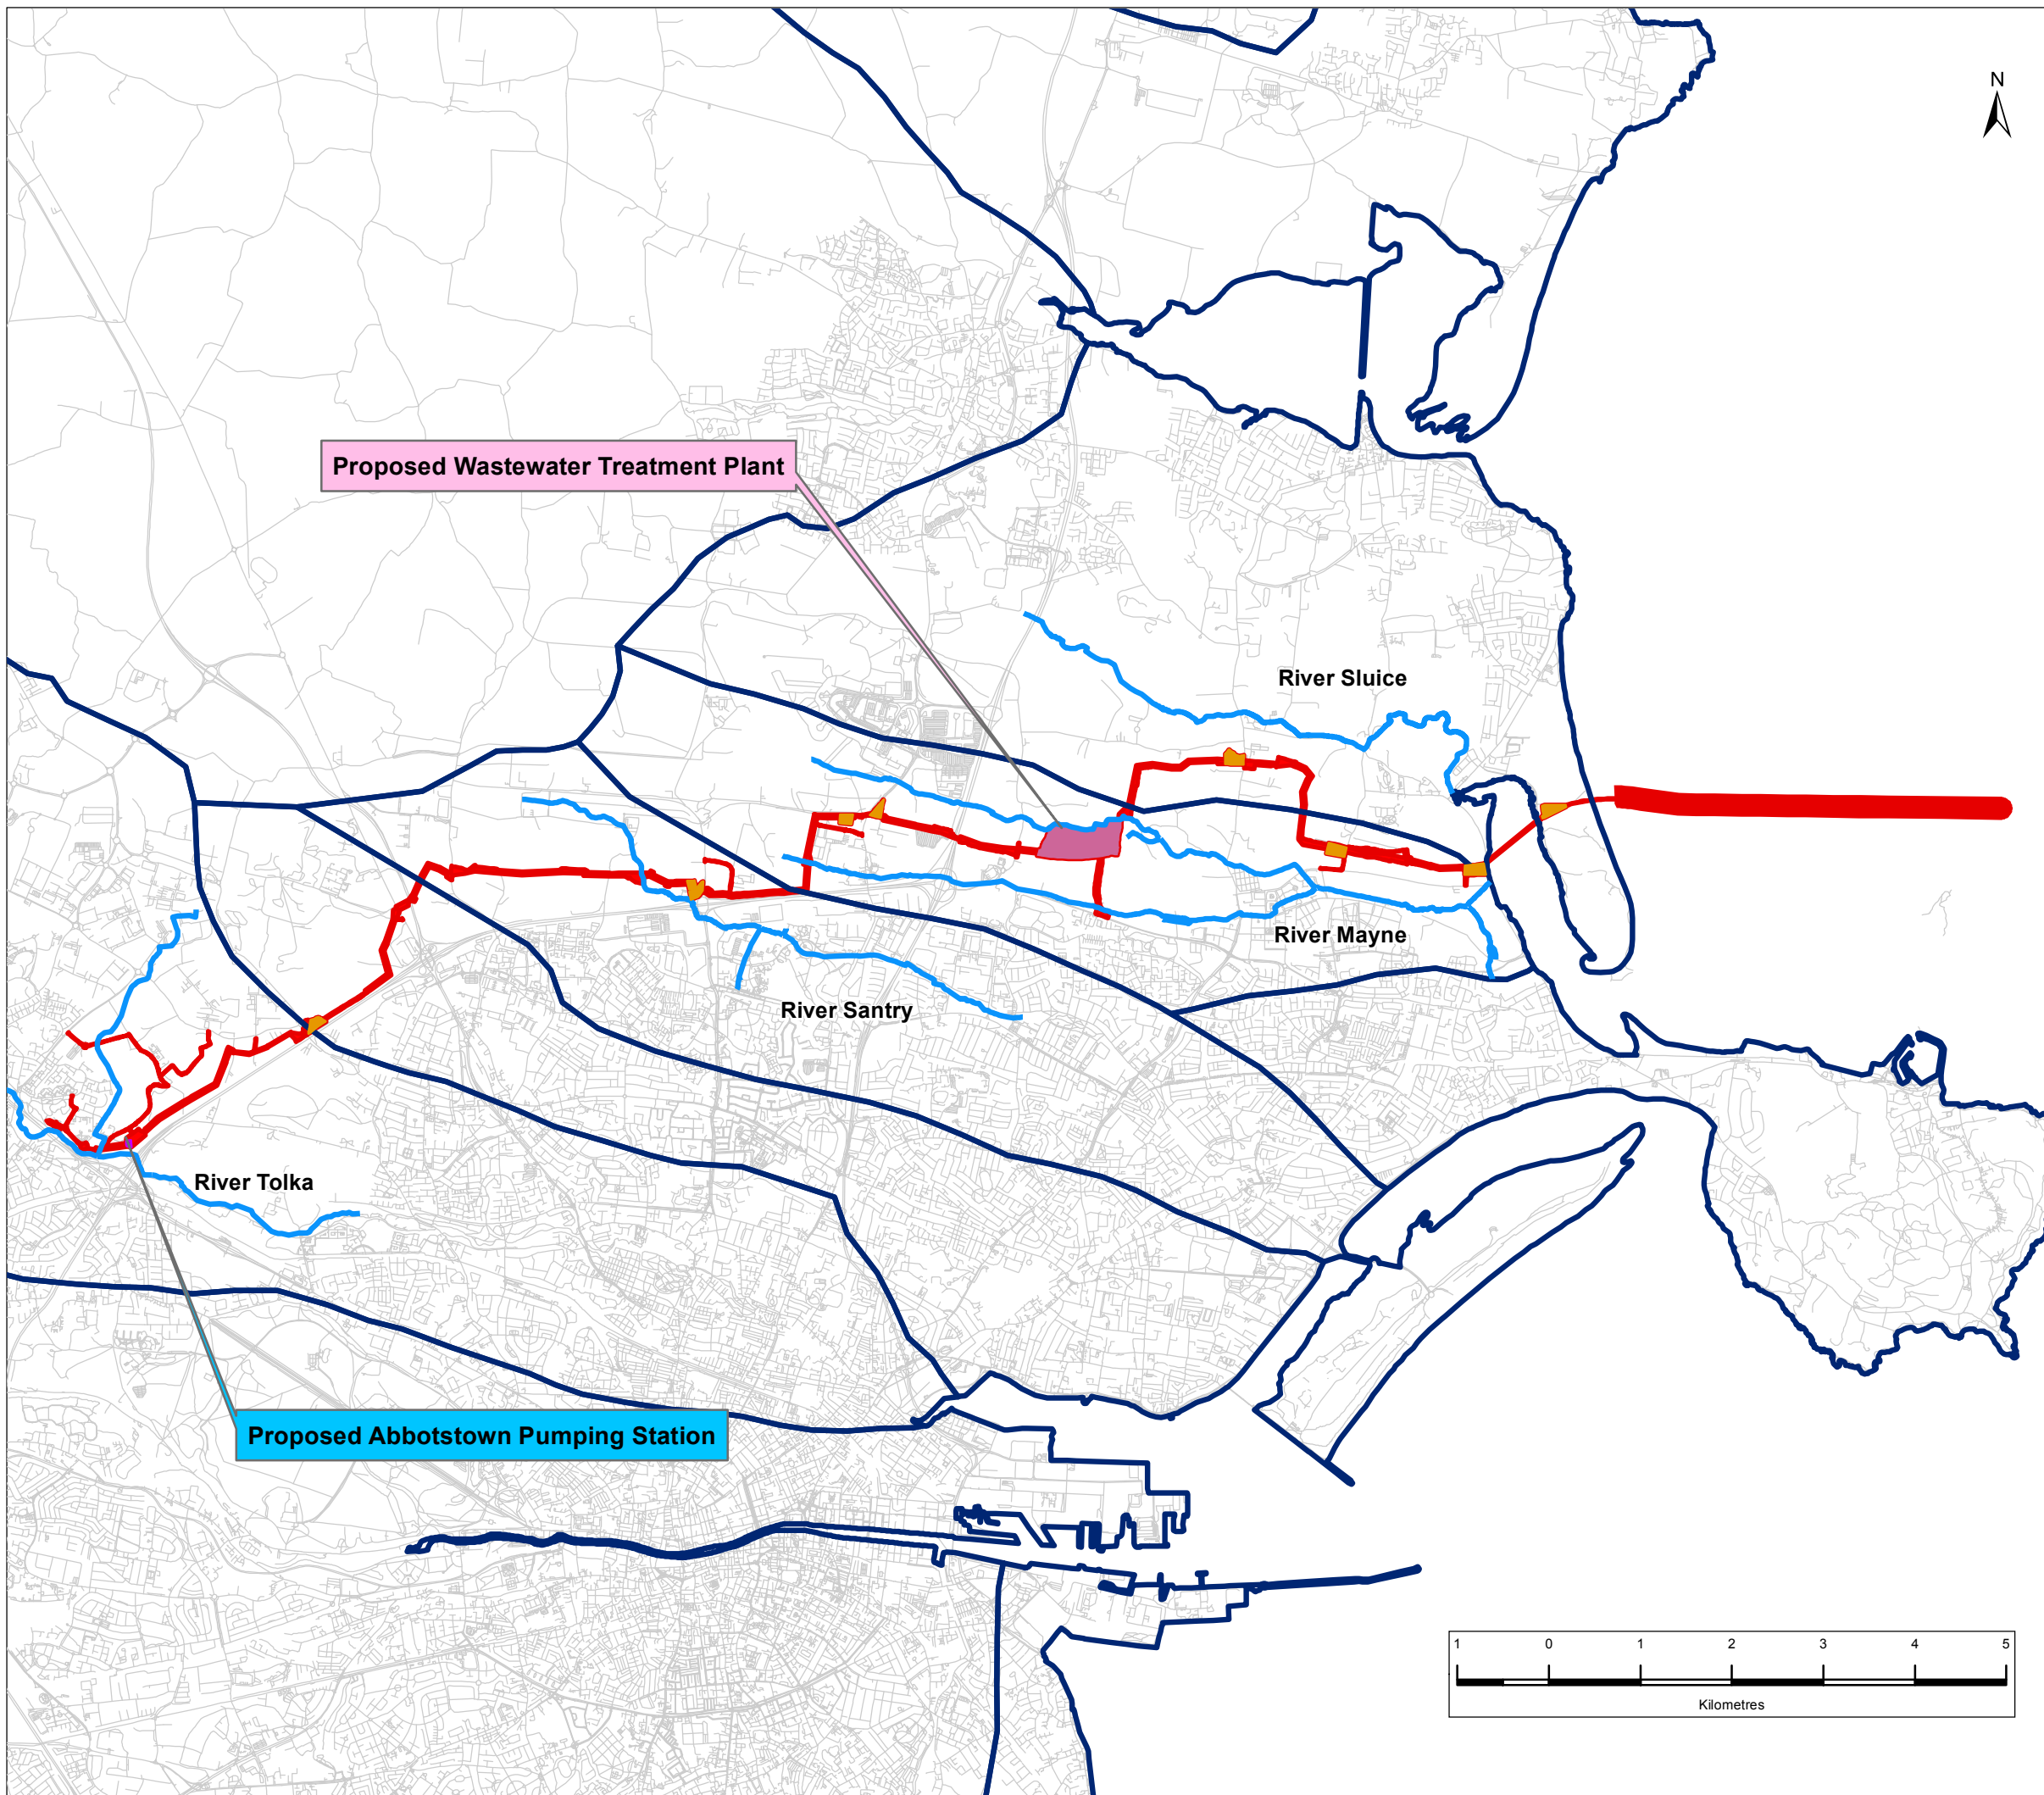 N
Proposed Wastewater Treatment Plant
River Sluice
River Mayne
River Santry
River Tolka
Proposed Abbotstown Pumping Station
1 0 1 2 3 4 5
Kilometres